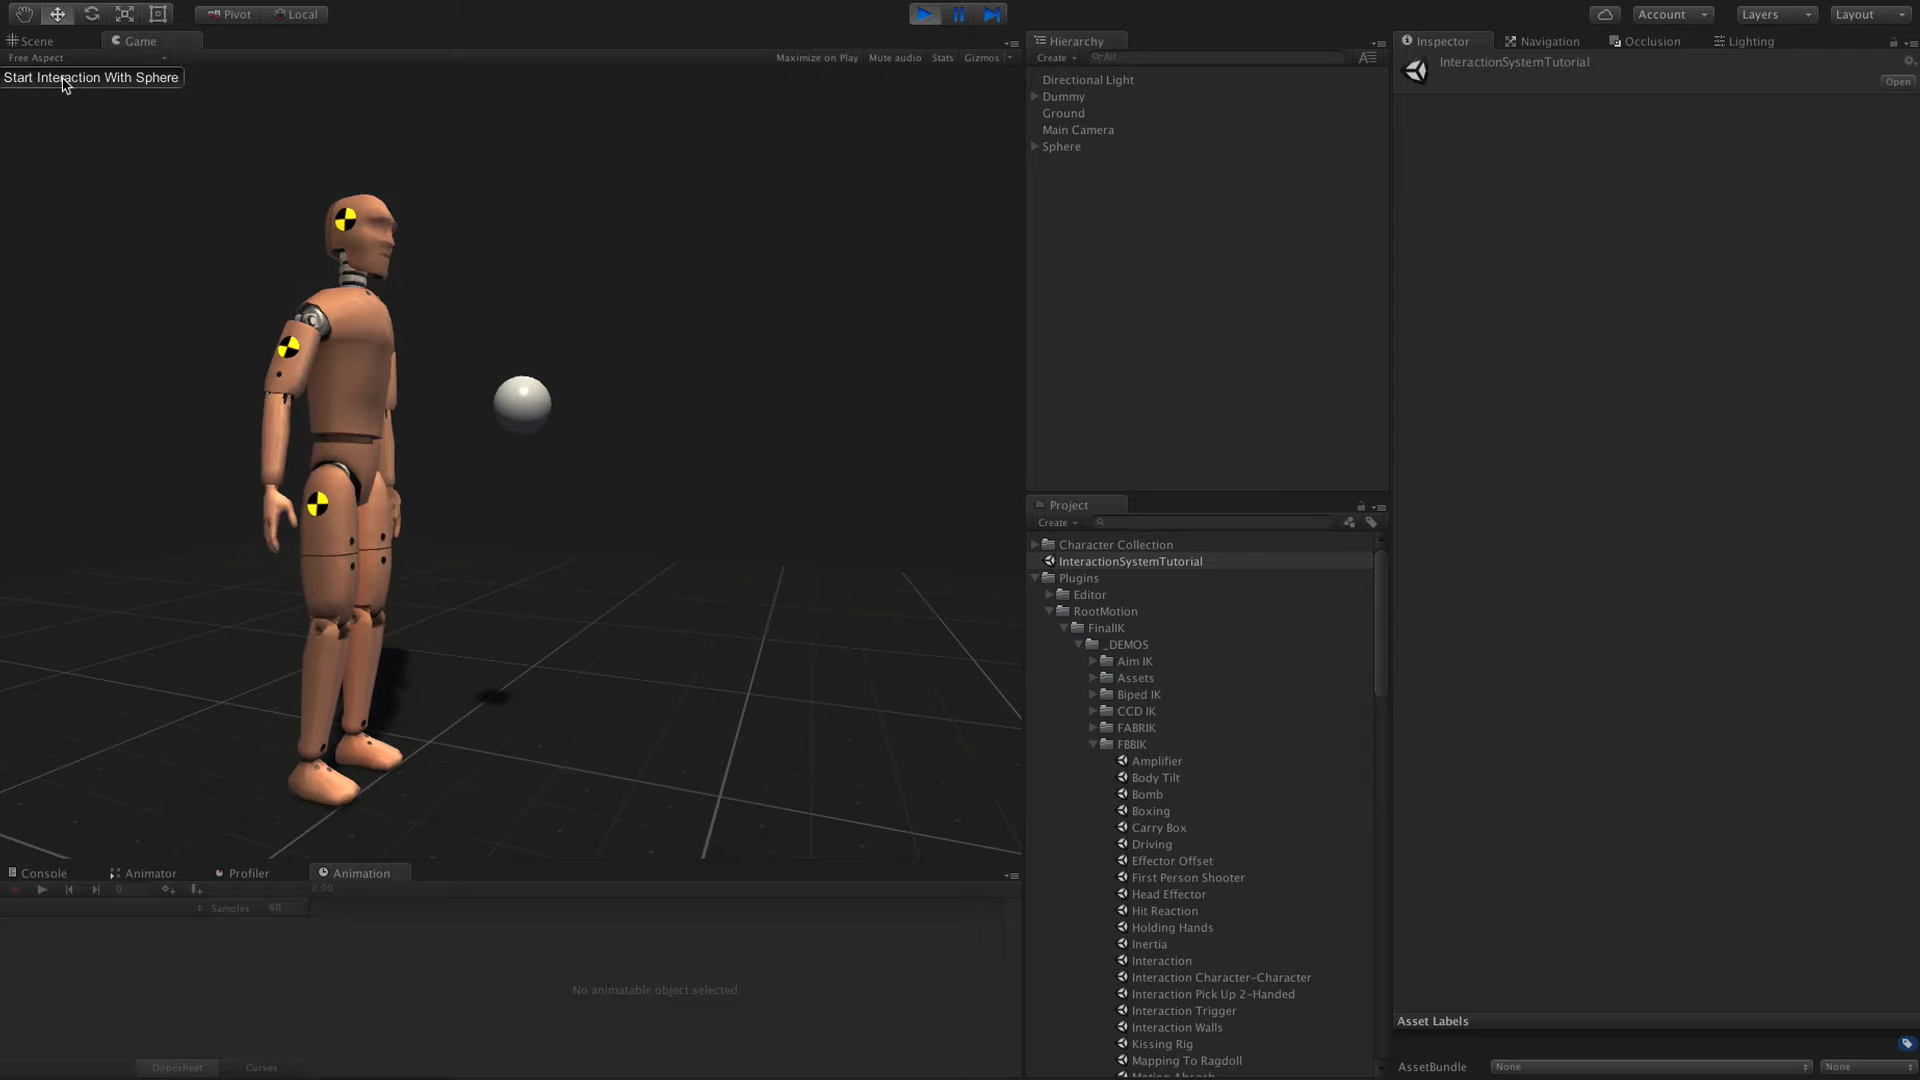 Pivot Local Account Layers Layout
Scene Game Hierarchy Inspector Navigation Occlusion Lighting
Free Aspect Maximize on Play Mute audio Stats Gizmos
Start Interaction With Sphere
Create All
InteractionSystemTutorial
Open
Directional Light
Dummy
Ground
Main Camera
Sphere
Project
Create
Character Collection
InteractionSystemTutorial
Plugins
Editor
RootMotion
FinalIK
_DEMOS
Aim IK
Assets
Biped IK
CCD IK
FABRIK
FBBIK
Amplifier
Body Tilt
Bomb
Boxing
Carry Box
Driving
Effector Offset
First Person Shooter
Head Effector
Hit Reaction
Holding Hands
Inertia
Interaction
Interaction Character-Character
Interaction Pick Up 2-Handed
Interaction Trigger
Interaction Walls
Kissing Rig
Mapping To Ragdoll
Motion Absorb
Console Animator Profiler Animation
0 0:00
Samples 60
No animatable object selected.
Dopesheet Curves
Asset Labels
AssetBundle None None